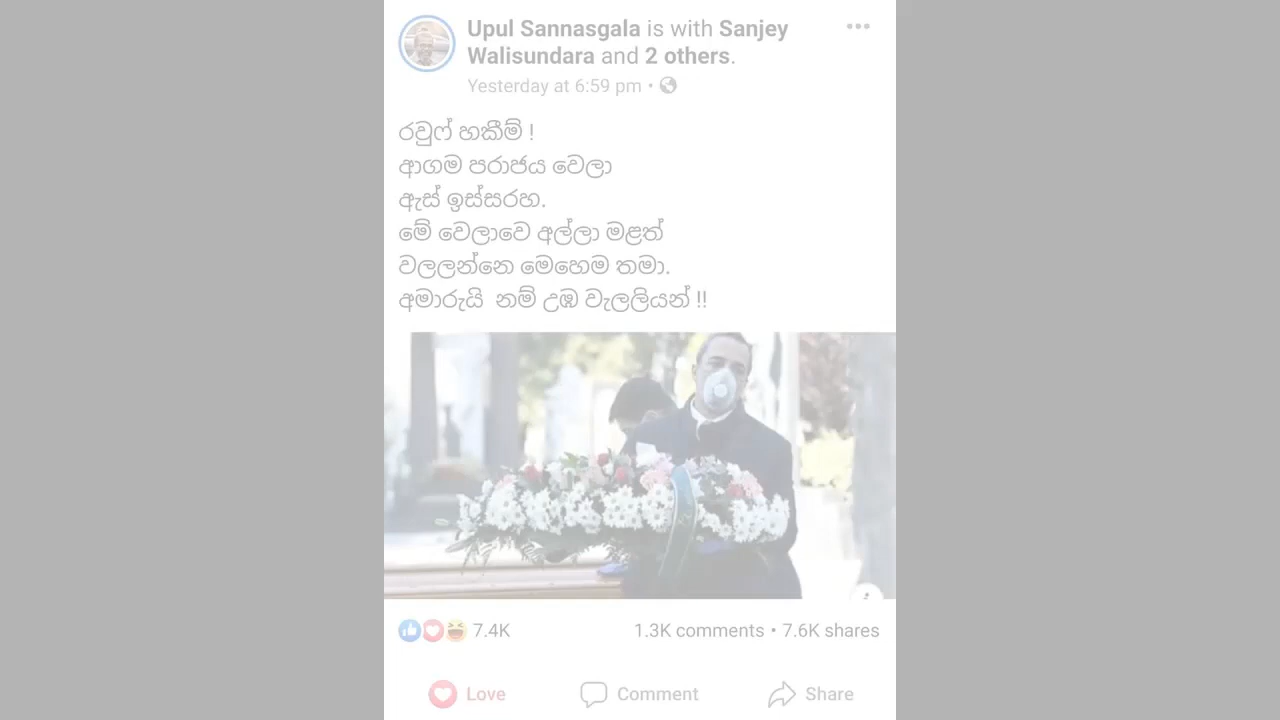 Upul Sannasgala is with Sanjey
Walisundara and 2 others.
Yesterday at 6:59 pm •
රවුෆ් හකීම් !
ආගම පරාජය වෙලා
ඇස් ඉස්සරහ.
මේ වෙලාවෙ අල්ලා මළත්
වලලන්නෙ මෙහෙම තමා.
අමාරුයි නම් උඹ වැලලියන් !!
7.4K
1.3K comments • 7.6K shares
Love
Comment
Share